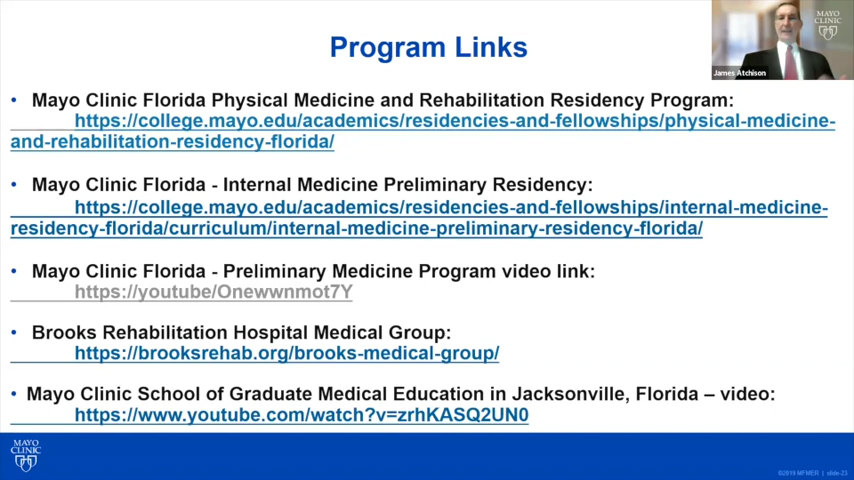 Program Links
MAYO
CLINIC
James Atchison
• Mayo Clinic Florida Physical Medicine and Rehabilitation Residency Program:
https://college.mayo.edu/academics/residencies-and-fellowships/physical-medicine-
and-rehabilitation-residency-florida/
• Mayo Clinic Florida - Internal Medicine Preliminary Residency:
https://college.mayo.edu/academics/residencies-and-fellowships/internal-medicine-
residency-florida/curriculum/internal-medicine-preliminary-residency-florida/
• Mayo Clinic Florida - Preliminary Medicine Program video link:
https://youtube/Onewwnmot7Y
• Brooks Rehabilitation Hospital Medical Group:
https://brooksrehab.org/brooks-medical-group/
• Mayo Clinic School of Graduate Medical Education in Jacksonville, Florida – video:
https://www.youtube.com/watch?v=zrhKASQ2UN0
MAYO
CLINIC
©2019 MFMER | slide-23